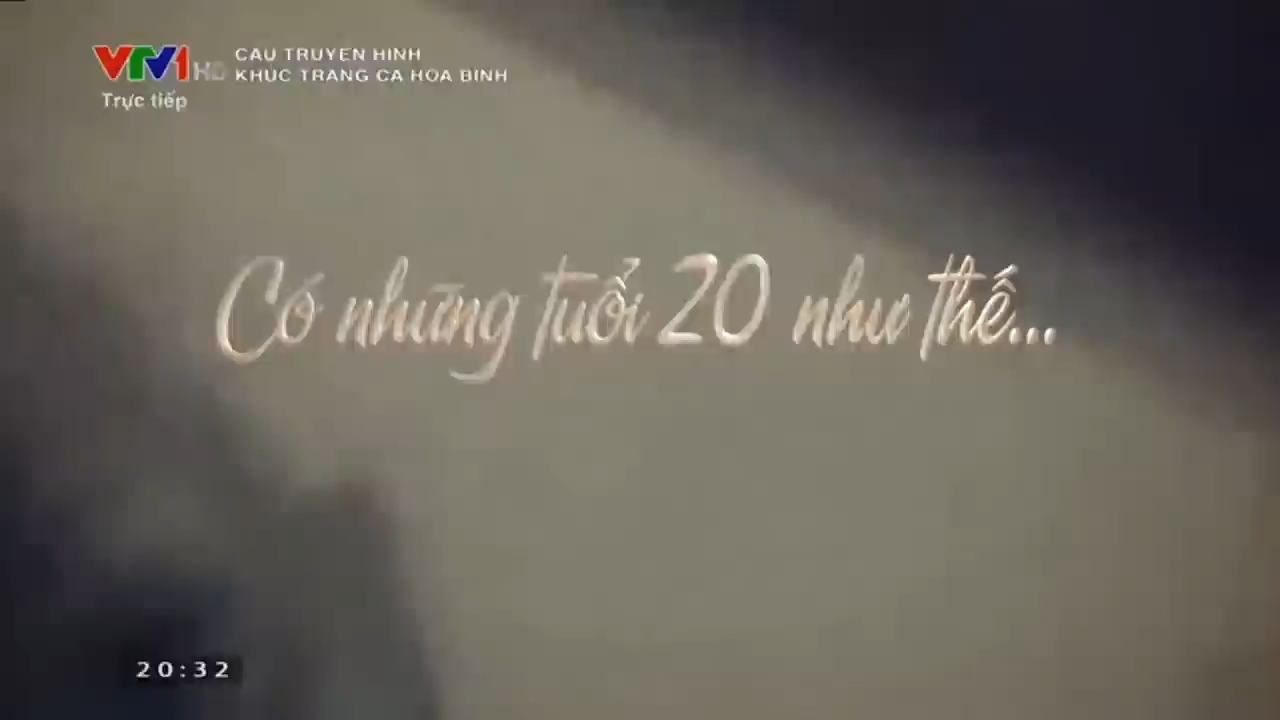 VTV1 HD
CẦU TRUYỀN HÌNH
KHÚC TRÁNG CA HÒA BÌNH
Trực tiếp
Có những tuổi 20 như thế...
20:32